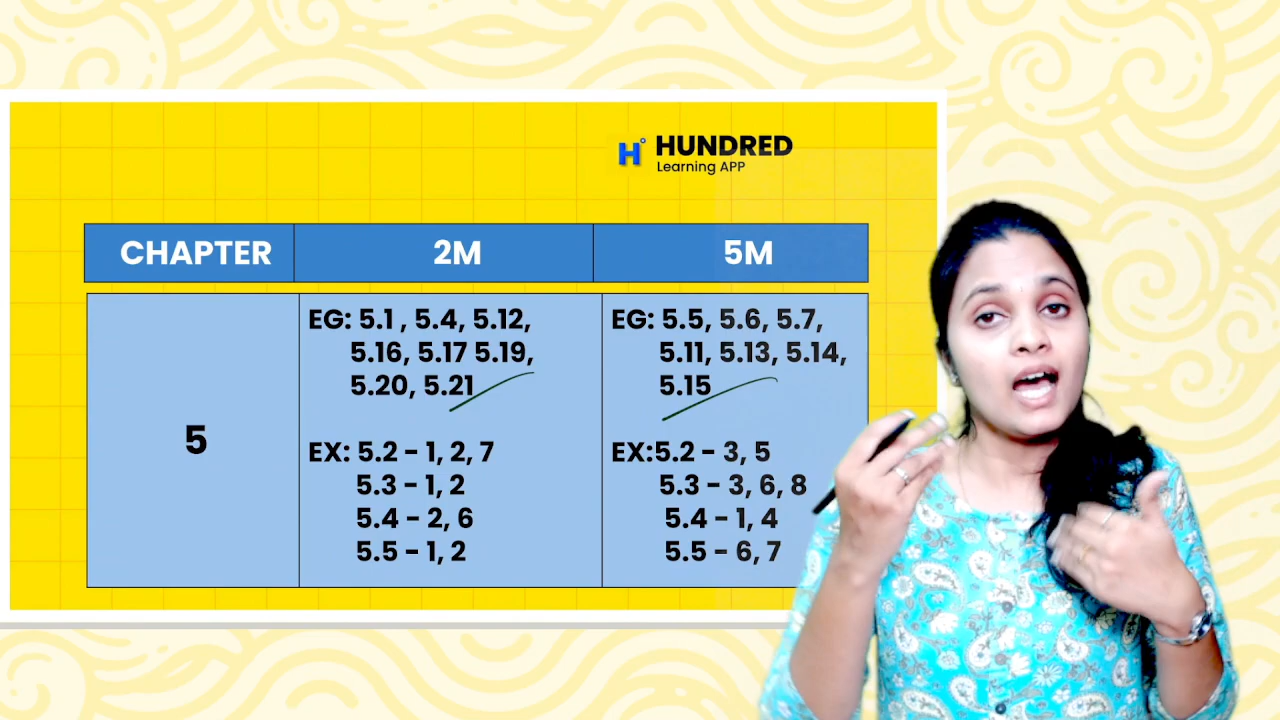 H° HUNDRED
Learning APP
CHAPTER 2M 5M
5
EG: 5.1 , 5.4, 5.12,
5.16, 5.17 5.19,
5.20, 5.21
EX: 5.2 - 1, 2, 7
5.3 - 1, 2
5.4 - 2, 6
5.5 - 1, 2
EG: 5.5, 5.6, 5.7,
5.11, 5.13, 5.14,
5.15
EX:5.2 - 3, 5
5.3 - 3, 6, 8
5.4 - 1, 4
5.5 - 6, 7